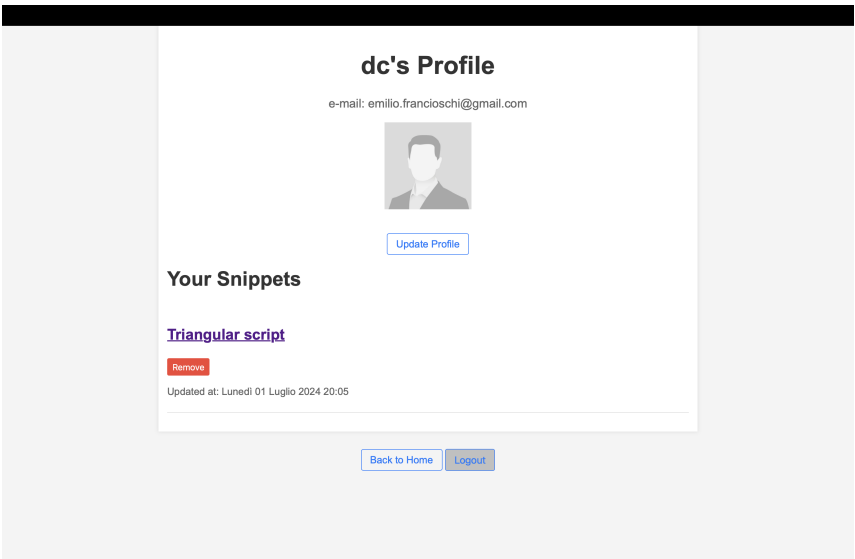 dc's Profile
e-mail: emilio.francioschi@gmail.com
Update Profile
Your Snippets
Triangular script
Remove
Updated at: Lunedì 01 Luglio 2024 20:05
Back to Home Logout